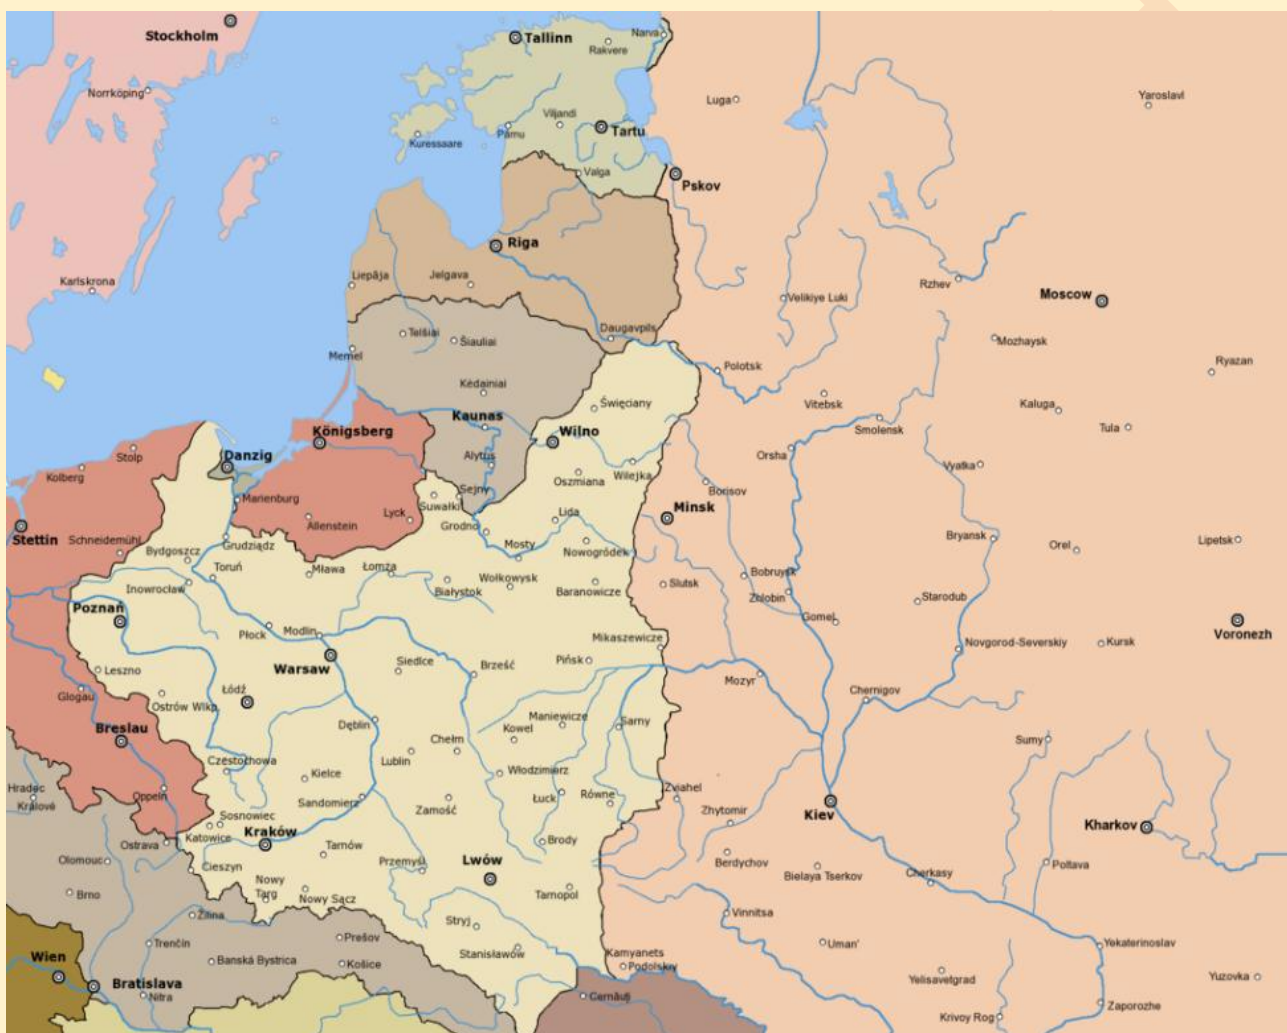 Stockholm
Tallinn
Narva
Rakvere
Norrköping
Luga
Yaroslavl
Viljandi
Pärnu
Tartu
Kuressaare
Valga
Pskov
Riga
Karlskrona
Liepāja
Jelgava
Rzhev
Moscow
Velikiye Luki
Telšiai
Šiauliai
Daugavpils
Mozhaysk
Memel
Polotsk
Ryazan
Kėdainiai
Święciany
Vitebsk
Kaluga
Kaunas
Smolensk
Tula
Königsberg
Wilno
Stolp
Danzig
Alytus
Orsha
Vyatka
Kolberg
Oszmiana
Wilejka
Sejny
Borisov
Marienburg
Suwałki
Lyck
Minsk
Allenstein
Grodno
Lida
Stettin
Schneidemühl
Grudziądz
Bryansk
Orel
Lipetsk
Bydgoszcz
Mosty
Nowogródek
Toruń
Mława
Łomża
Wołkowysk
Bobruysk
Inowrocław
Białystok
Baranowicze
Slutsk
Zhlobin
Starodub
Poznań
Gomel
Płock
Modlin
Mikaszewicze
Voronezh
Novgorod-Severskiy
Kursk
Warsaw
Siedlce
Brześć
Pińsk
Leszno
Mozyr
Glogau
Łódź
Chernigov
Ostrów Wlkp.
Maniewicze
Sarny
Breslau
Dęblin
Kowel
Chełm
Sumy
Częstochowa
Lublin
Włodzimierz
Kielce
Hradec
Králové
Oppeln
Sandomierz
Zamość
Łuck
Równe
Zviahel
Zhytomir
Kiev
Kharkov
Sosnowiec
Katowice
Kraków
Ostrava
Tarnów
Brody
Olomouc
Cieszyn
Przemyśl
Lwów
Berdychov
Bielaya Tserkov
Cherkasy
Poltava
Brno
Nowy
Targ
Nowy Sącz
Tarnopol
Žilina
Stryj
Vinnitsa
Trenčín
Prešov
Stanisławów
Uman'
Yekaterinoslav
Wien
Banská Bystrica
Košice
Kamyanets
Podolskiy
Yelisavetgrad
Yuzovka
Bratislava
Nitra
Cernăuți
Krivoy Rog
Zaporozhe